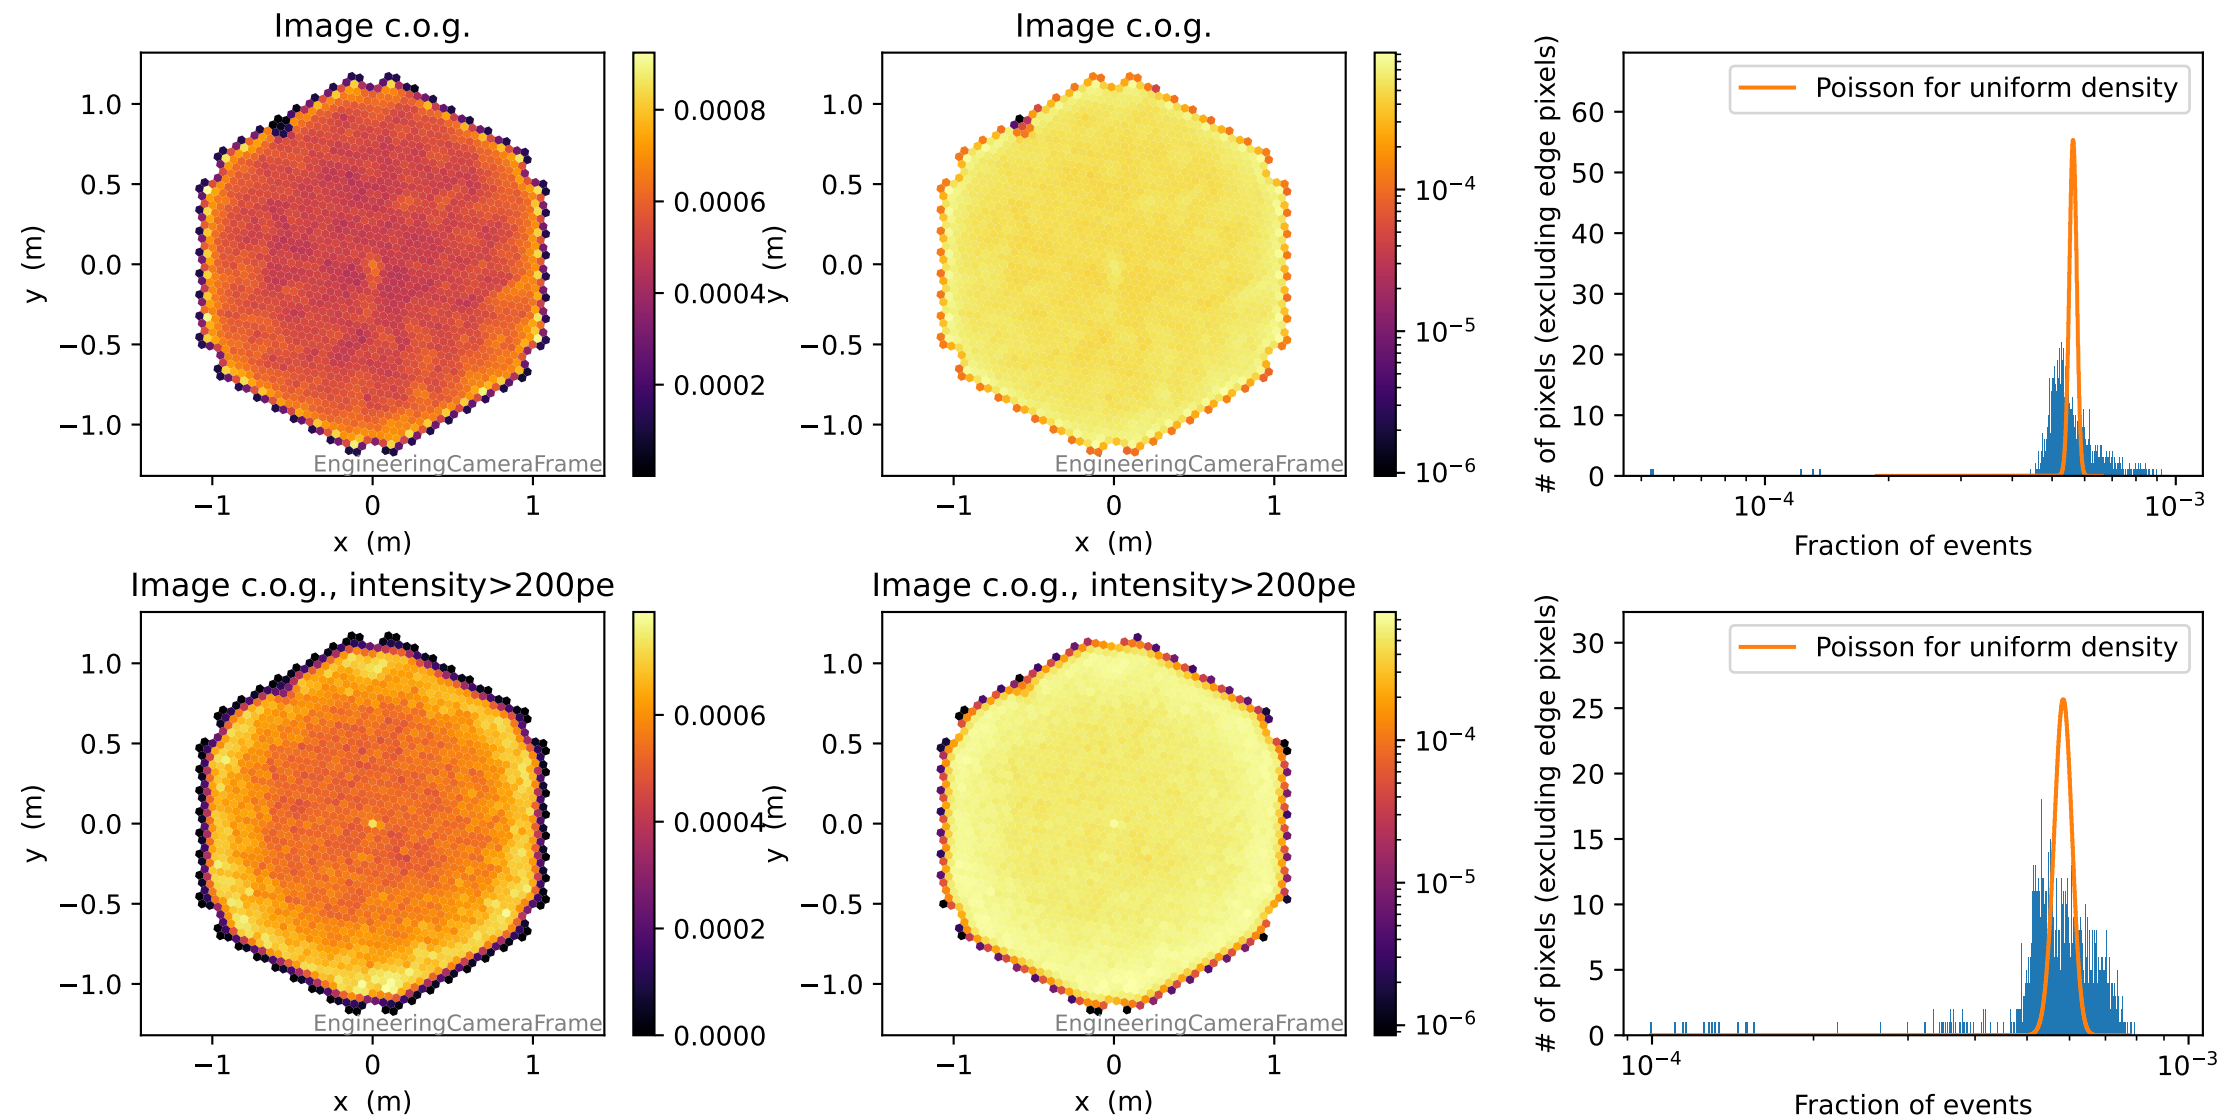 Image c.o.g.
1.0
0.5
0.0
−0.5
−1.0
y (m)
−1
0
1
x (m)
EngineeringCameraFrame
0.0008
0.0006
0.0004
0.0002
Image c.o.g.
1.0
0.5
0.0
−0.5
−1.0
y (m)
−1
0
1
x (m)
EngineeringCameraFrame
10⁻⁴
10⁻⁵
10⁻⁶
# of pixels (excluding edge pixels)
60
50
40
30
20
10
0
Poisson for uniform density
10⁻⁴
10⁻³
Fraction of events
Image c.o.g., intensity>200pe
1.0
0.5
0.0
−0.5
−1.0
y (m)
−1
0
1
x (m)
EngineeringCameraFrame
0.0006
0.0004
0.0002
0.0000
Image c.o.g., intensity>200pe
1.0
0.5
0.0
−0.5
−1.0
y (m)
−1
0
1
x (m)
EngineeringCameraFrame
10⁻⁴
10⁻⁵
10⁻⁶
# of pixels (excluding edge pixels)
30
25
20
15
10
5
0
Poisson for uniform density
10⁻⁴
10⁻³
Fraction of events